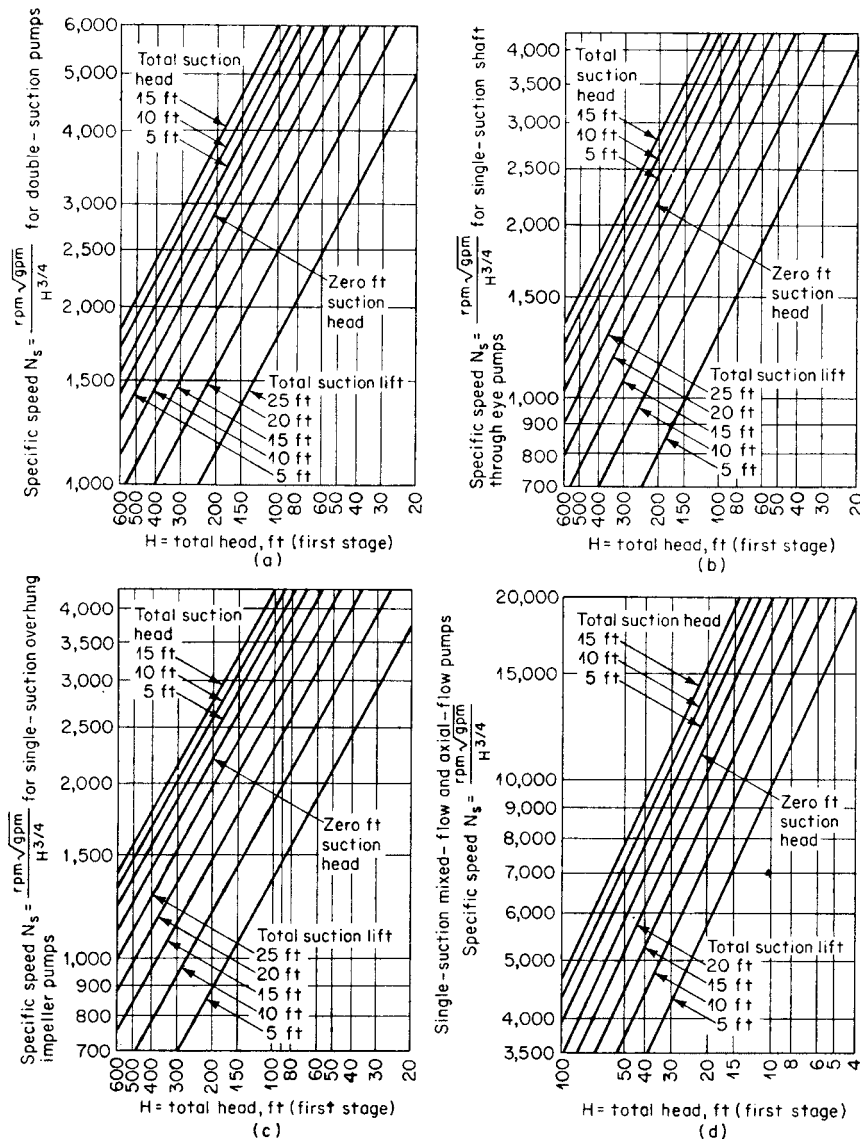 6,000
5,000
4,000
3,000
2,500
2,000
1,500
1,000
Specific speed Ns = rpm √gpm / H^3/4 for double-suction pumps
Total suction
head
15 ft
10 ft
5 ft
Zero ft
suction
head
Total suction lift
25 ft
20 ft
15 ft
10 ft
5 ft
600 500 400 300 200 150 100 80 60 40 30 20
H = total head, ft (first stage)
(a)
4,000
3,000
2,500
2,000
1,500
1,000
900
800
700
Specific speed Ns = rpm √gpm / H^3/4 for single-suction shaft
through eye pumps
Total
suction
head
15 ft
10 ft
5 ft
Zero ft
suction
head
Total suction lift
25 ft
20 ft
15 ft
10 ft
5 ft
600 500 400 300 200 150 100 80 60 40 30 20
H = total head, ft (first stage)
(b)
4,000
3,000
2,500
2,000
1,500
1,000
900
800
700
Specific speed Ns = rpm √gpm / H^3/4 for single-suction overhung
impeller pumps
Total suction
head
15 ft
10 ft
5 ft
Zero ft
suction
head
Total suction lift
25 ft
20 ft
15 ft
10 ft
5 ft
600 500 400 300 200 150 100 80 60 40 30 20
H = total head, ft (first stage)
(c)
20,000
15,000
10,000
9,000
8,000
7,000
6,000
5,000
4,000
3,500
Single-suction mixed-flow and axial-flow pumps
Specific speed Ns = rpm √gpm / H^3/4
Total suction head
15 ft
10 ft
5 ft
Zero ft
suction
head
Total suction lift
20 ft
15 ft
10 ft
5 ft
100 50 40 30 20 15 10 8 6 5 4
H = total head, ft (first stage)
(d)